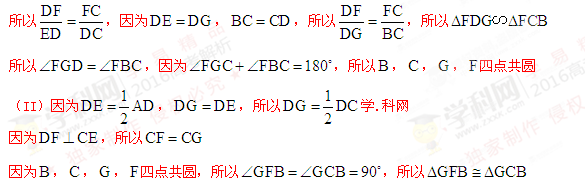 所以DF/ED=FC/DC,因为DE=DG,BC=CD,所以DF/DG=FC/BC,所以ΔFDG∽ΔFCB
所以∠FGD=∠FBC,因为∠FGC+∠FBC=180°,所以B,C,G,F四点共圆
(II)因为DE=1/2AD,DG=DE,所以DG=1/2DC学.科网
因为DF⊥CE,所以CF=CG
因为B,C,G,F四点共圆,所以∠GFB=∠GCB=90°,所以ΔGFB≅ΔGCB